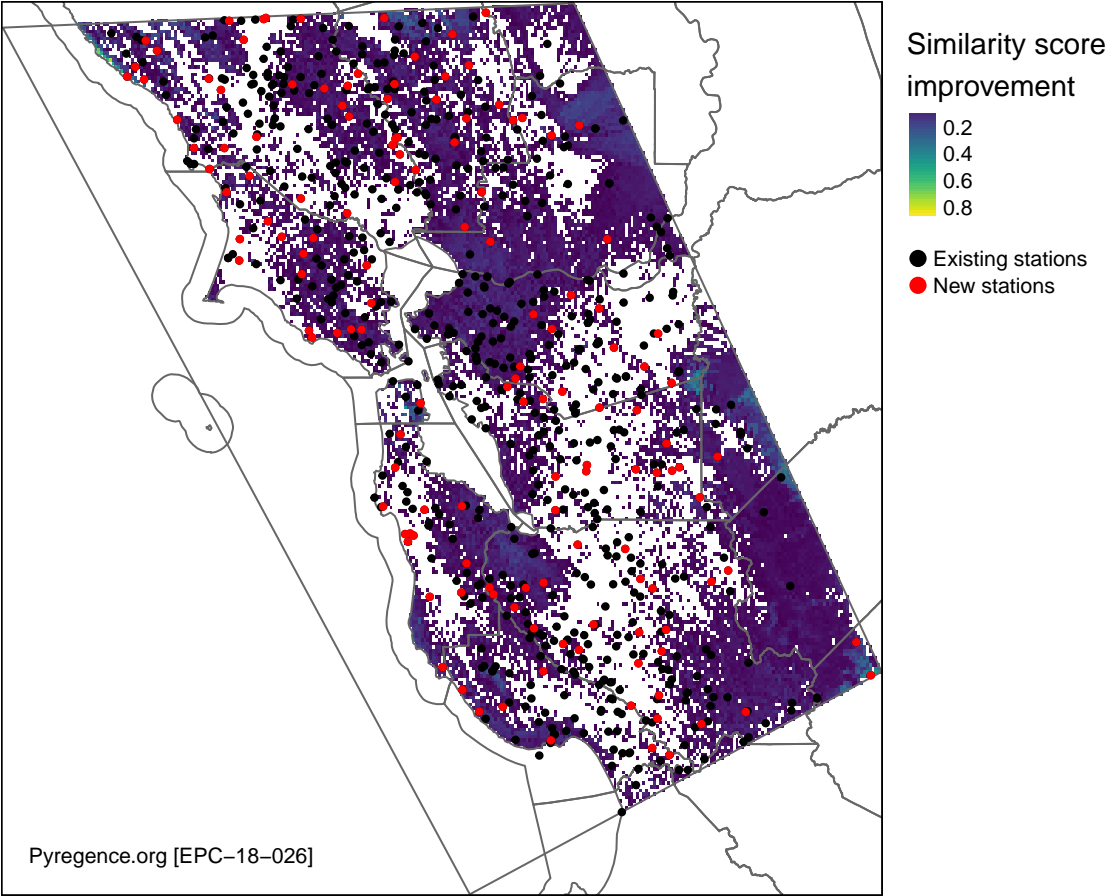 Similarity score
improvement
0.2
0.4
0.6
0.8
Existing stations
New stations
Pyregence.org [EPC−18−026]